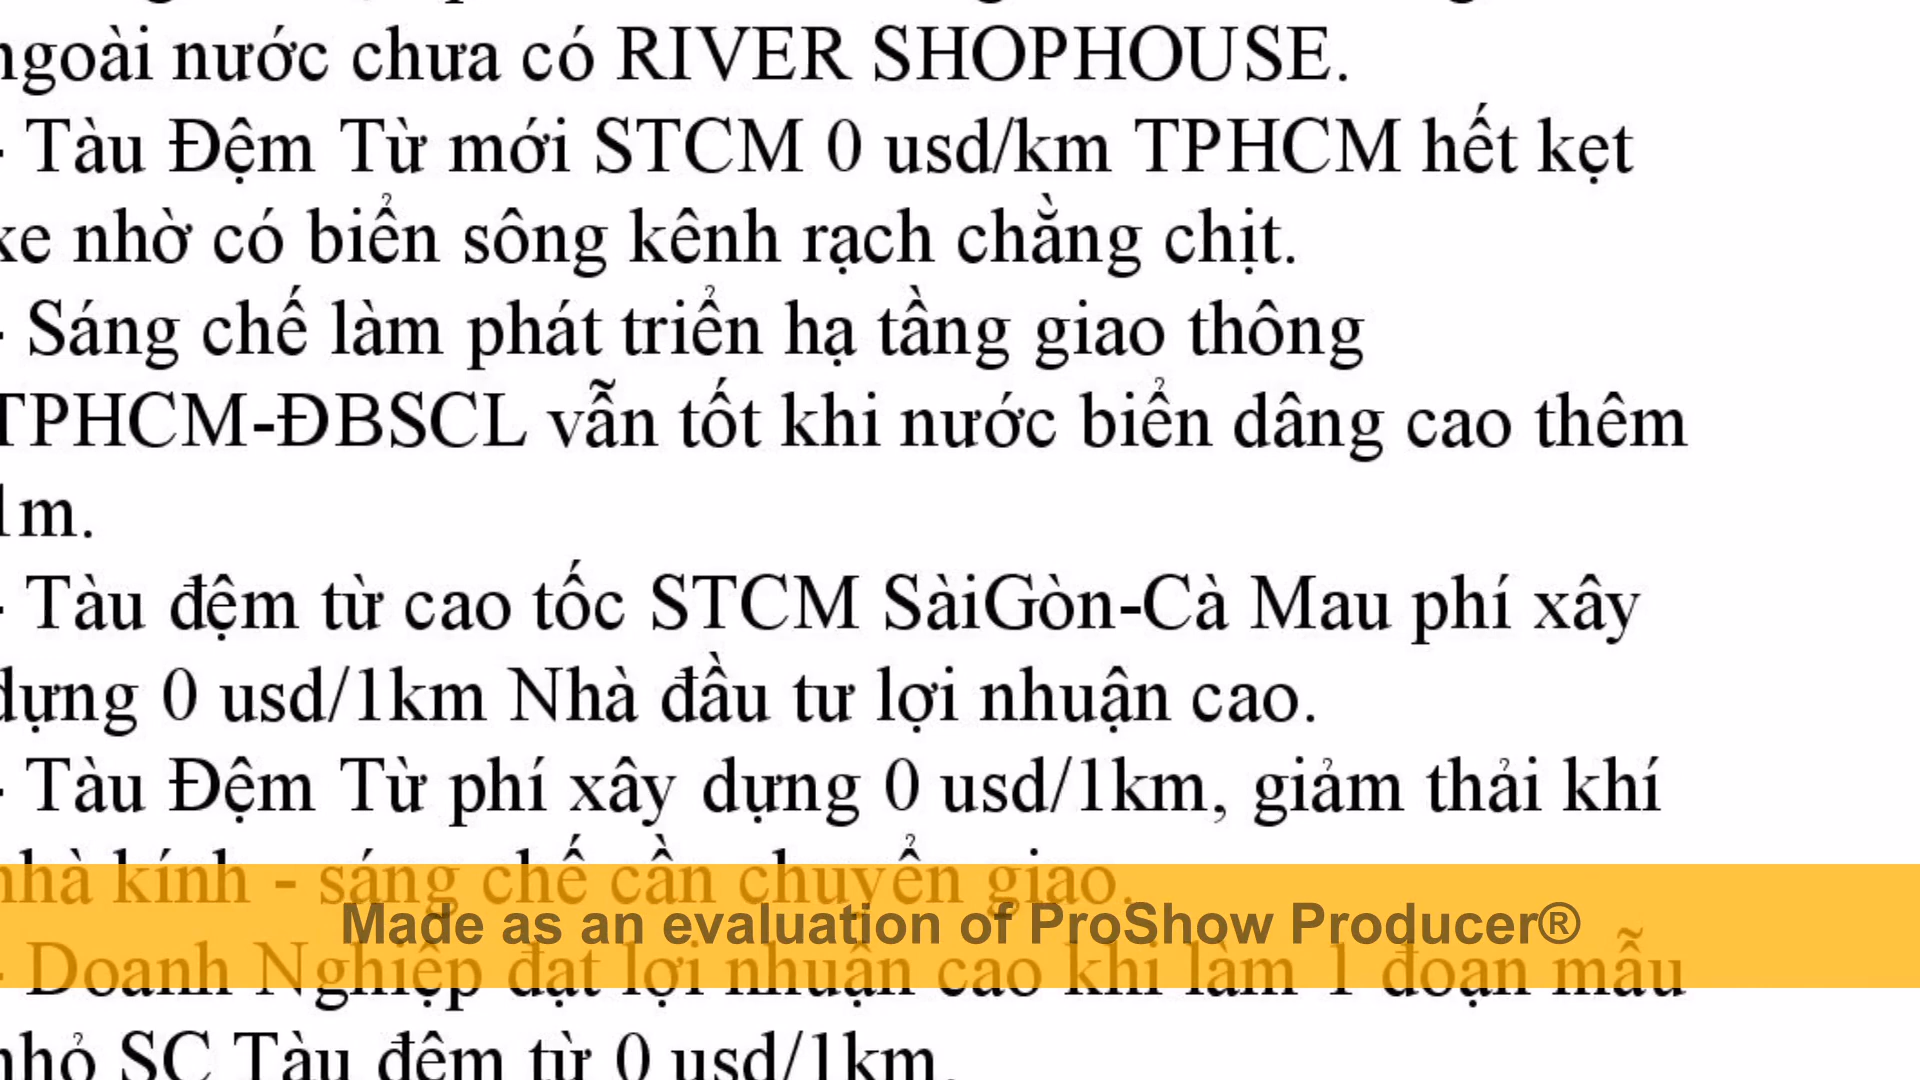 ngoài nước chưa có RIVER SHOPHOUSE.
- Tàu Đệm Từ mới STCM 0 usd/km TPHCM hết kẹt
xe nhờ có biển sông kênh rạch chằng chịt.
- Sáng chế làm phát triển hạ tầng giao thông
TPHCM-ĐBSCL vẫn tốt khi nước biển dâng cao thêm
1m.
- Tàu đệm từ cao tốc STCM SàiGòn-Cà Mau phí xây
dựng 0 usd/1km Nhà đầu tư lợi nhuận cao.
- Tàu Đệm Từ phí xây dựng 0 usd/1km, giảm thải khí
nhà kính - sáng chế cần chuyển giao.
Made as an evaluation of ProShow Producer®
- Doanh Nghiệp đạt lợi nhuận cao khi làm 1 đoạn mẫu
nhỏ SC Tàu đệm từ 0 usd/1km.